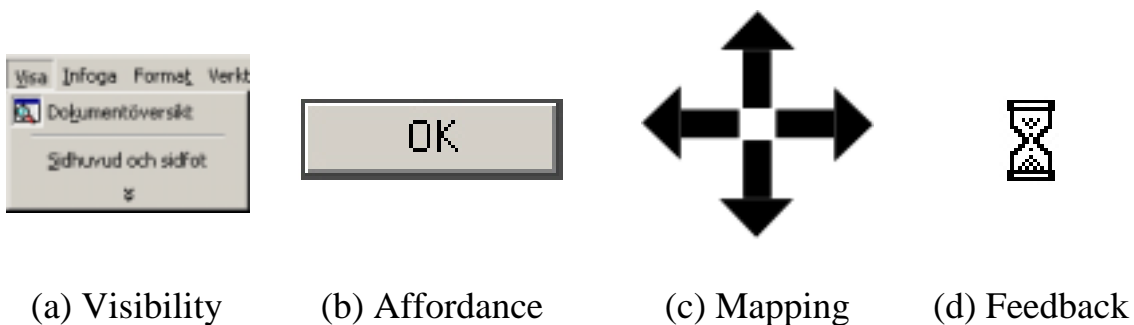 Visa Infoga Format Verkt
Dokumentöversikt
Sidhuvud och sidfot
OK
(a) Visibility (b) Affordance (c) Mapping (d) Feedback